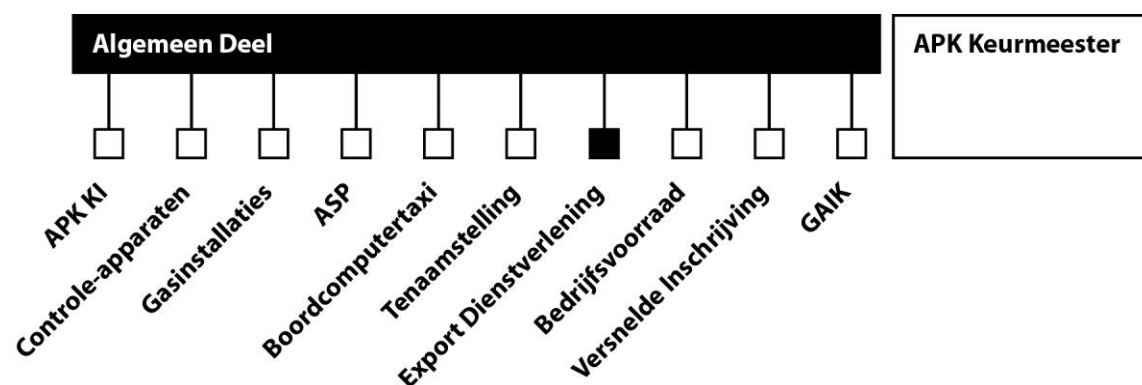 Algemeen Deel
APK Keurmeester
APK KI
Controle-apparaten
Gasinstallaties
ASP
Boordcomputertaxi
Tenaamstelling
Export Dienstverlening
Bedrijfsvoorraad
Versnelde Inschrijving
GAIK